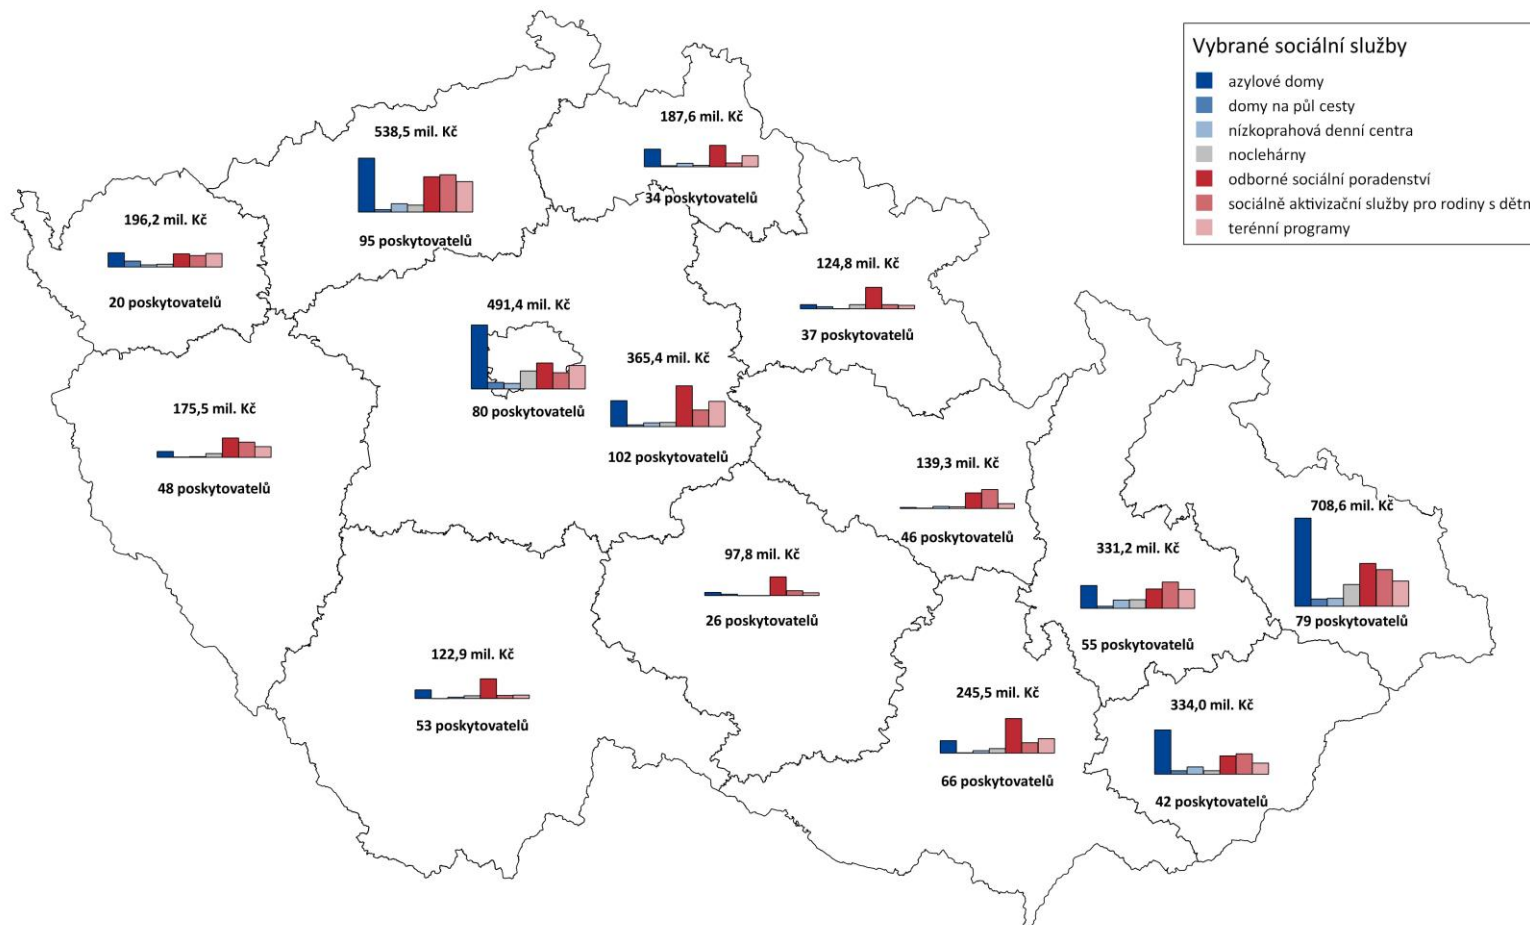 Vybrané sociální služby
azylové domy
domy na půl cesty
nízkoprahová denní centra
noclehárny
odborné sociální poradenství
sociálně aktivizační služby pro rodiny s dětm
terénní programy
538,5 mil. Kč
95 poskytovatelů
187,6 mil. Kč
34 poskytovatelů
196,2 mil. Kč
20 poskytovatelů
124,8 mil. Kč
37 poskytovatelů
491,4 mil. Kč
80 poskytovatelů
365,4 mil. Kč
102 poskytovatelů
175,5 mil. Kč
48 poskytovatelů
139,3 mil. Kč
46 poskytovatelů
708,6 mil. Kč
79 poskytovatelů
331,2 mil. Kč
55 poskytovatelů
97,8 mil. Kč
26 poskytovatelů
122,9 mil. Kč
53 poskytovatelů
245,5 mil. Kč
66 poskytovatelů
334,0 mil. Kč
42 poskytovatelů